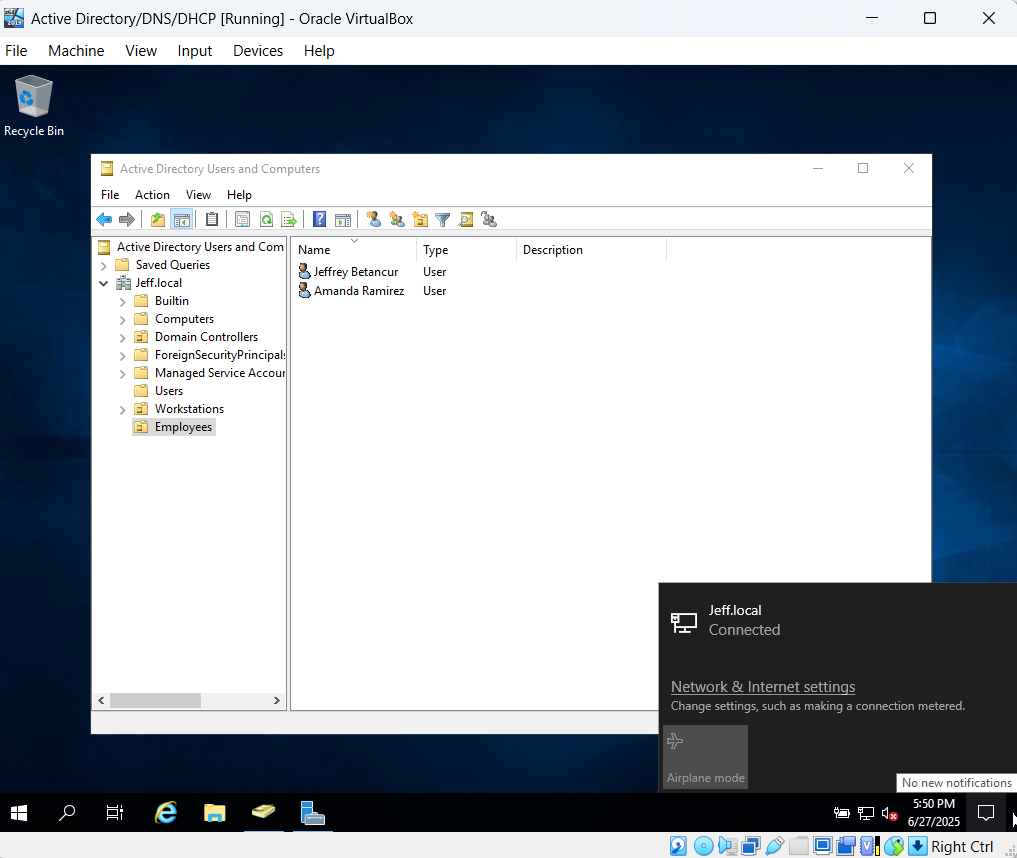 Active Directory/DNS/DHCP [Running] - Oracle VirtualBox
File Machine View Input Devices Help
Recycle Bin
Active Directory Users and Computers
File Action View Help
Active Directory Users and Com
Saved Queries
Jeff.local
Builtin
Computers
Domain Controllers
ForeignSecurityPrincipals
Managed Service Accour
Users
Workstations
Employees
Name Type Description
Jeffrey Betancur User
Amanda Ramirez User
Jeff.local
Connected
Network & Internet settings
Change settings, such as making a connection metered.
Airplane mode
No new notifications
5:50 PM
6/27/2025
Right Ctrl